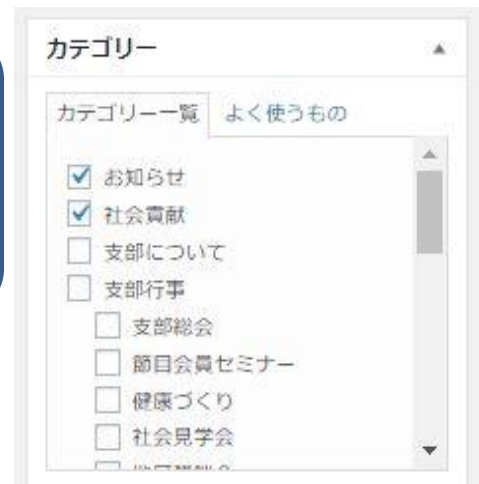 カテゴリー
カテゴリー一覧 よく使うもの
お知らせ
社会貢献
支部について
支部行事
支部総会
節目会員セミナー
健康づくり
社会見学会